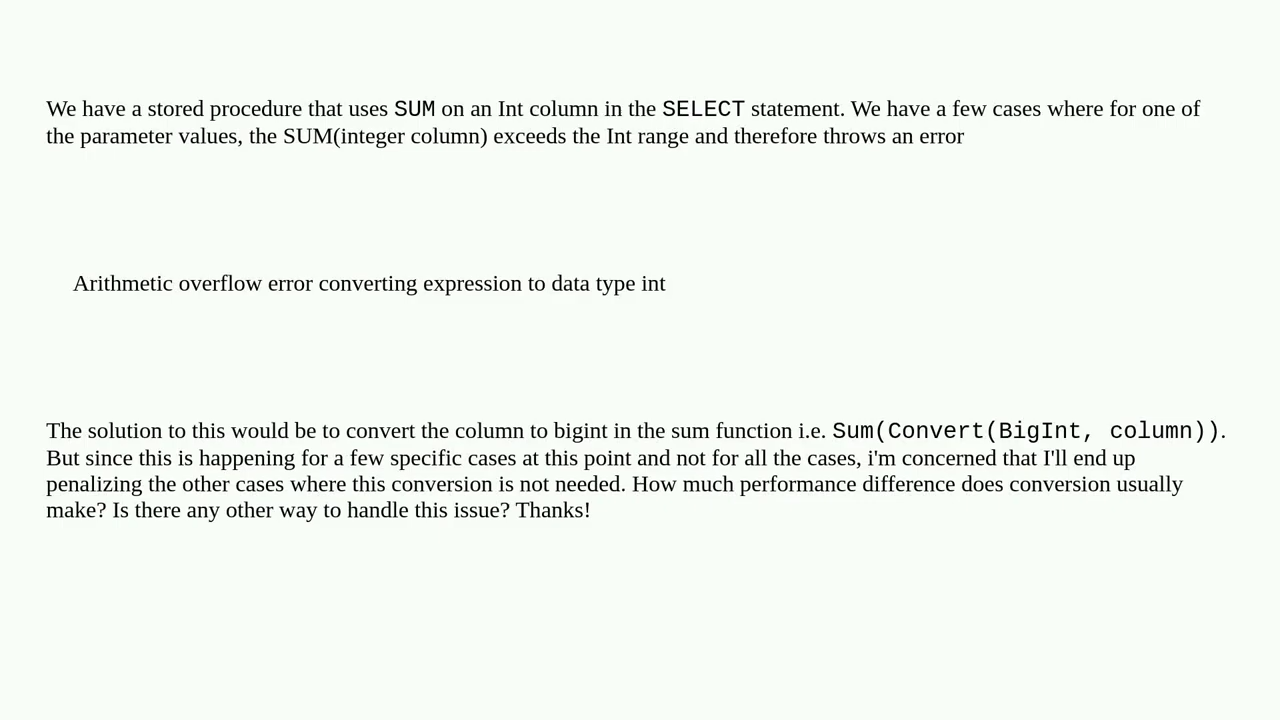 We have a stored procedure that uses SUM on an Int column in the SELECT statement. We have a few cases where for one of
the parameter values, the SUM(integer column) exceeds the Int range and therefore throws an error
Arithmetic overflow error converting expression to data type int
The solution to this would be to convert the column to bigint in the sum function i.e. Sum(Convert(BigInt, column)).
But since this is happening for a few specific cases at this point and not for all the cases, i'm concerned that I'll end up
penalizing the other cases where this conversion is not needed. How much performance difference does conversion usually
make? Is there any other way to handle this issue? Thanks!